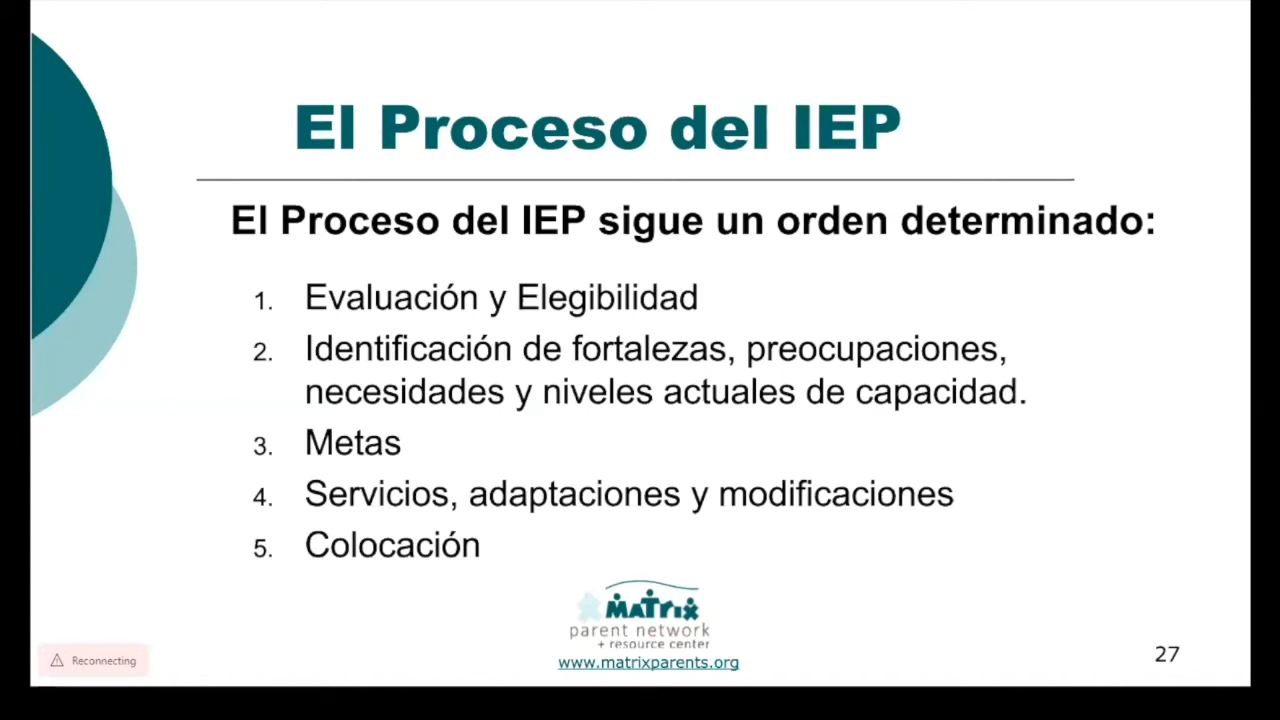 El Proceso del IEP
El Proceso del IEP sigue un orden determinado:
1. Evaluación y Elegibilidad
2. Identificación de fortalezas, preocupaciones,
necesidades y niveles actuales de capacidad.
3. Metas
4. Servicios, adaptaciones y modificaciones
5. Colocación
MATRIX
parent network
+ resource center
www.matrixparents.org
27
Reconnecting